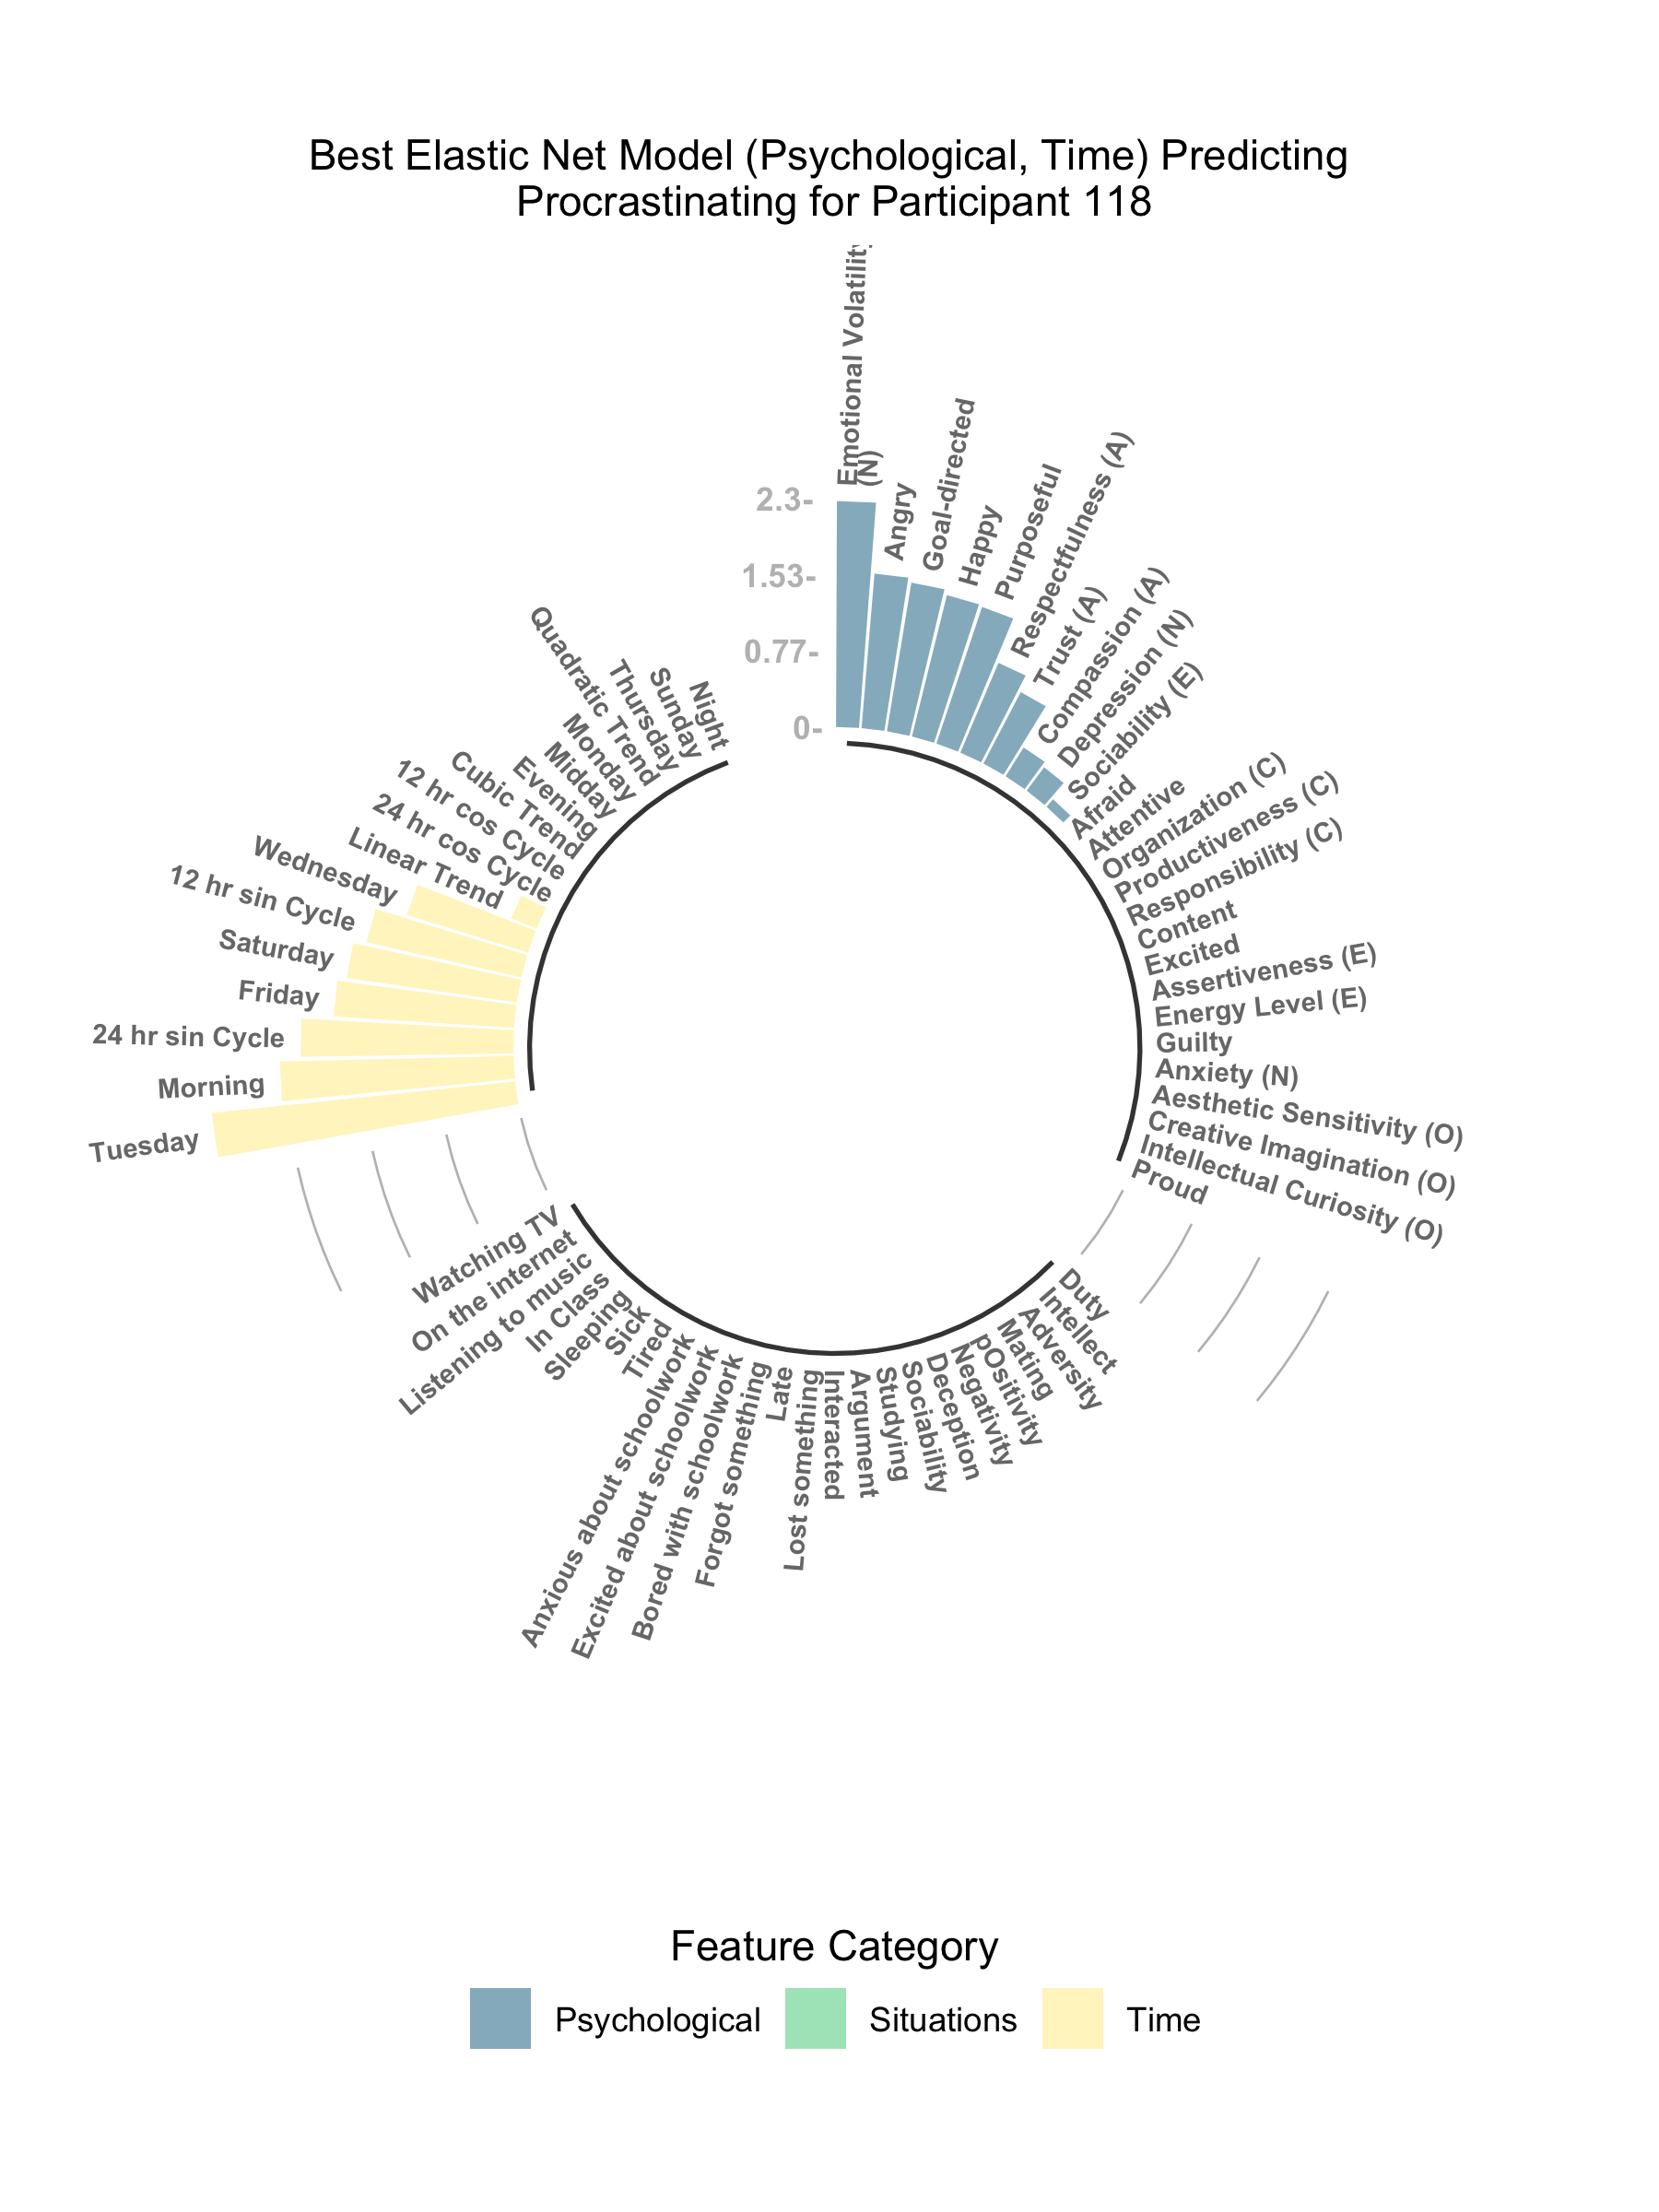 Best Elastic Net Model (Psychological, Time) Predicting
Procrastinating for Participant 118
2.3-
1.53-
0.77-
0-
Emotional Volatility
(N)
Angry
Goal-directed
Happy
Purposeful
Respectfulness (A)
Trust (A)
Compassion (A)
Depression (N)
Sociability (E)
Afraid
Attentive
Organization (C)
Productiveness (C)
Responsibility (C)
Content
Excited
Assertiveness (E)
Energy Level (E)
Guilty
Anxiety (N)
Aesthetic Sensitivity (O)
Creative Imagination (O)
Intellectual Curiosity (O)
Proud
Duty
Intellect
Adversity
Mating
pOsitivity
Negativity
Deception
Sociability
Studying
Argument
Interacted
Lost something
Late
Forgot something
Bored with schoolwork
Excited about schoolwork
Anxious about schoolwork
Tired
Sick
Sleeping
In Class
Listening to music
On the internet
Watching TV
Tuesday
Morning
24 hr sin Cycle
Friday
Saturday
12 hr sin Cycle
Wednesday
Linear Trend
24 hr cos Cycle
12 hr cos Cycle
Cubic Trend
Evening
Midday
Monday
Quadratic Trend
Thursday
Sunday
Night
Feature Category
Psychological
Situations
Time